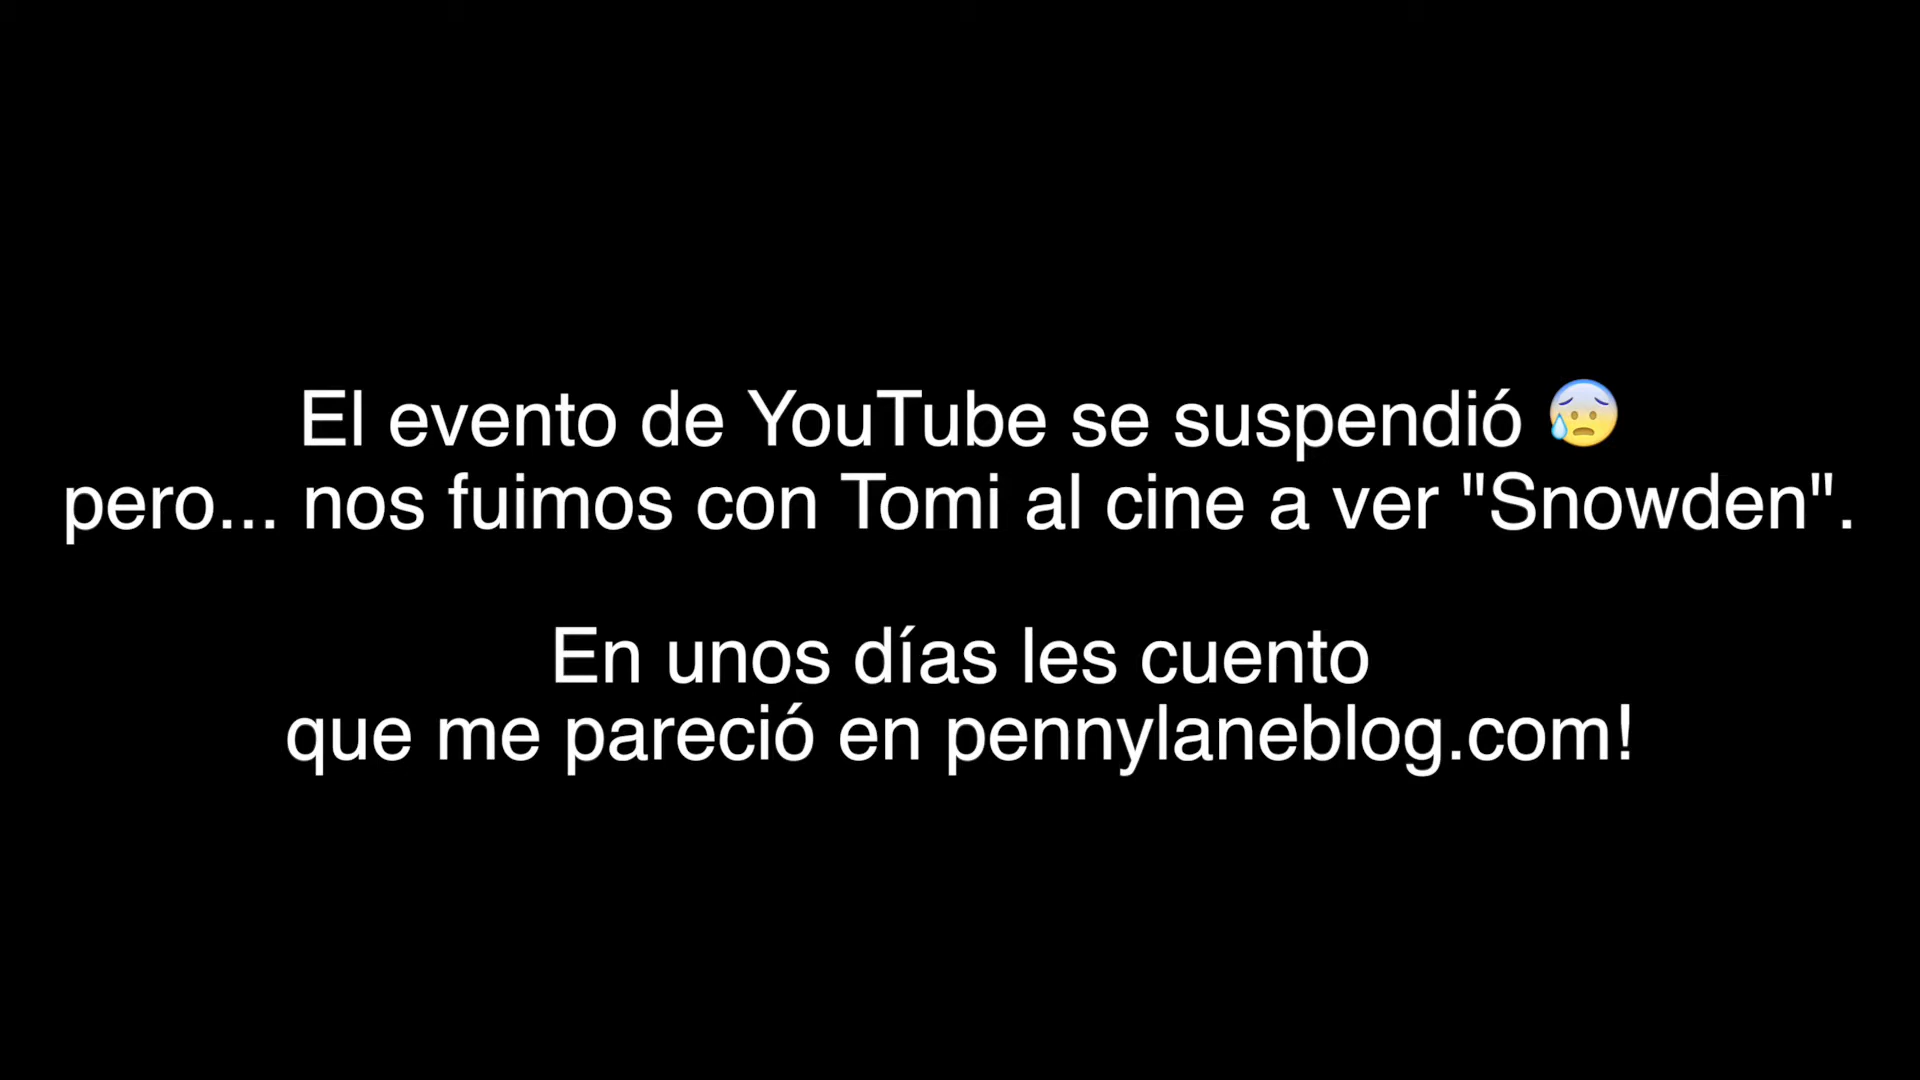 El evento de YouTube se suspendió 😰
pero... nos fuimos con Tomi al cine a ver "Snowden".
En unos días les cuento
que me pareció en pennylaneblog.com!